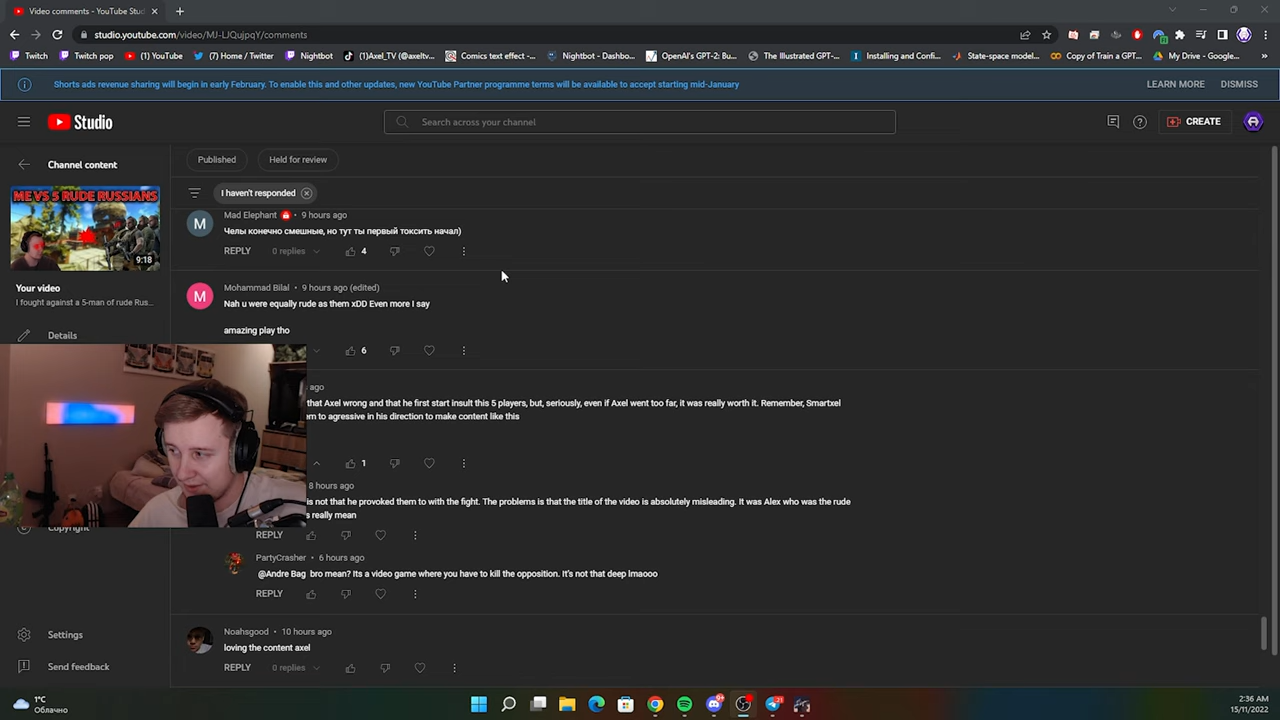 Video comments - YouTube Stud
studio.youtube.com/video/MJ-LJQujpqY/comments
Twitch
Twitch pop
(1) YouTube
(7) Home / Twitter
Nightbot
(1)Axel_TV (@axeltv...
Comics text effect -...
Nightbot - Dashbo...
OpenAI's GPT-2: Bu...
The Illustrated GPT-...
Installing and Confi...
State-space model...
Copy of Train a GPT...
My Drive - Google...
Shorts ads revenue sharing will begin in early February. To enable this and other updates, new YouTube Partner programme terms will be available to accept starting mid-January
LEARN MORE
DISMISS
Studio
Search across your channel
CREATE
Channel content
ME VS 5 RUDE RUSSIANS
9:18
Your video
I fought against a 5-man of rude Rus...
Details
Copyright
Settings
Send feedback
Published
Held for review
I haven't responded
M
Mad Elephant • 9 hours ago
Челы конечно смешные, но тут ты первый токсить начал)
REPLY
0 replies
4
M
Mohammad Bilal • 9 hours ago (edited)
Nah u were equally rude as them xDD Even more I say
amazing play tho
6
ago
that Axel wrong and that he first start insult this 5 players, but, seriously, even if Axel went too far, it was really worth it. Remember, Smartxel
em to agressive in his direction to make content like this
1
8 hours ago
is not that he provoked them to with the fight. The problems is that the title of the video is absolutely misleading. It was Alex who was the rude
s really mean
REPLY
PartyCrasher • 6 hours ago
@Andre Bag bro mean? Its a video game where you have to kill the opposition. It's not that deep lmaooo
REPLY
Noahsgood • 10 hours ago
loving the content axel
REPLY
0 replies
1°C
Облачно
2:36 AM
15/11/2022